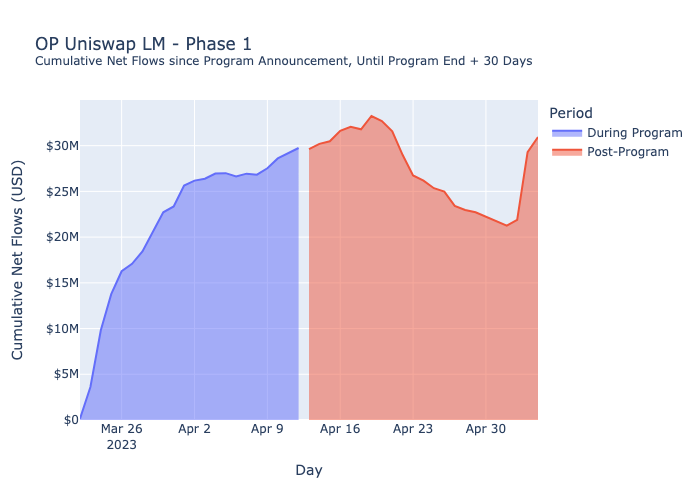 OP Uniswap LM - Phase 1
Cumulative Net Flows since Program Announcement, Until Program End + 30 Days
Period
During Program
Post-Program
Cumulative Net Flows (USD)
$30M
$25M
$20M
$15M
$10M
$5M
$0
Mar 26
2023
Apr 2
Apr 9
Apr 16
Apr 23
Apr 30
Day